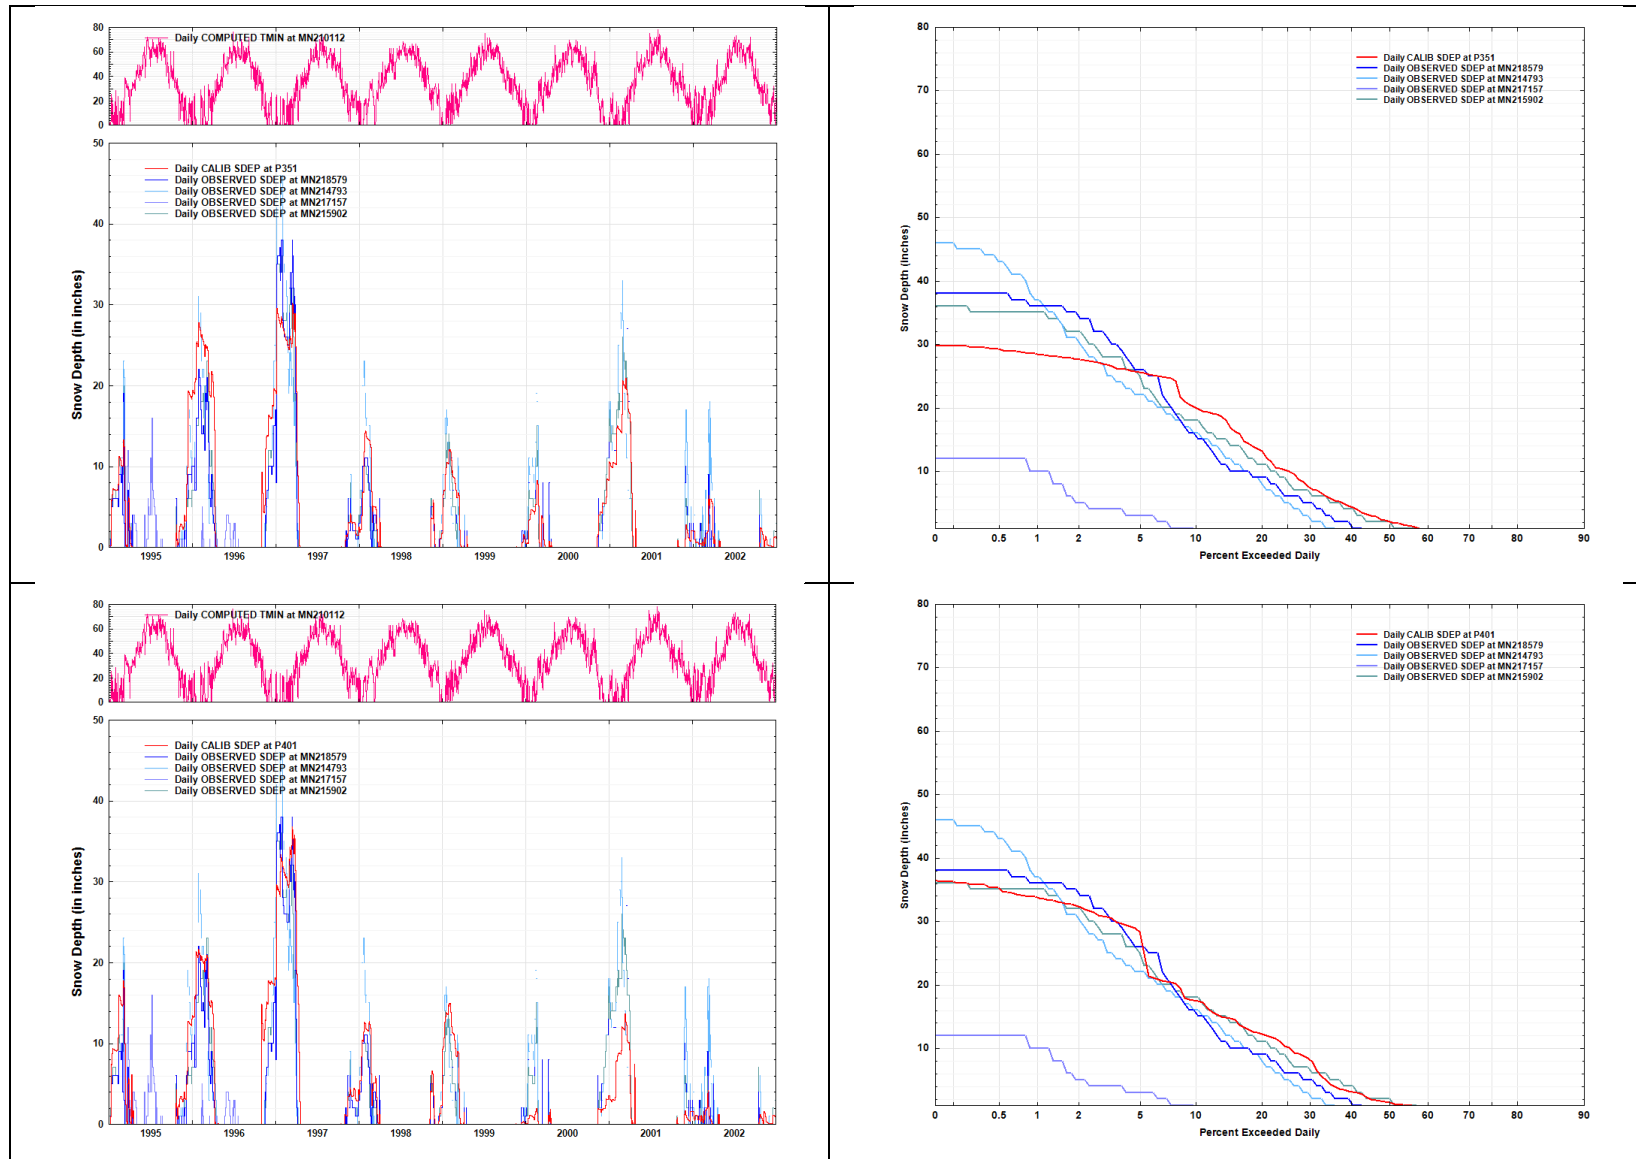 80
60
40
20
0
Daily COMPUTED TMIN at MN210112
50
40
30
20
10
0
Snow Depth (in inches)
Daily CALIB SDEP at P351
Daily OBSERVED SDEP at MN218579
Daily OBSERVED SDEP at MN214793
Daily OBSERVED SDEP at MN217157
Daily OBSERVED SDEP at MN215902
1995 1996 1997 1998 1999 2000 2001 2002
80
70
60
50
40
30
20
10
Snow Depth (inches)
Daily CALIB SDEP at P351
Daily OBSERVED SDEP at MN218579
Daily OBSERVED SDEP at MN214793
Daily OBSERVED SDEP at MN217157
Daily OBSERVED SDEP at MN215902
0 0.5 1 2 5 10 20 30 40 50 60 70 80 90
Percent Exceeded Daily
80
60
40
20
0
Daily COMPUTED TMIN at MN210112
50
40
30
20
10
0
Snow Depth (in inches)
Daily CALIB SDEP at P401
Daily OBSERVED SDEP at MN218579
Daily OBSERVED SDEP at MN214793
Daily OBSERVED SDEP at MN217157
Daily OBSERVED SDEP at MN215902
1995 1996 1997 1998 1999 2000 2001 2002
80
70
60
50
40
30
20
10
Snow Depth (inches)
Daily CALIB SDEP at P401
Daily OBSERVED SDEP at MN218579
Daily OBSERVED SDEP at MN214793
Daily OBSERVED SDEP at MN217157
Daily OBSERVED SDEP at MN215902
0 0.5 1 2 5 10 20 30 40 50 60 70 80 90
Percent Exceeded Daily